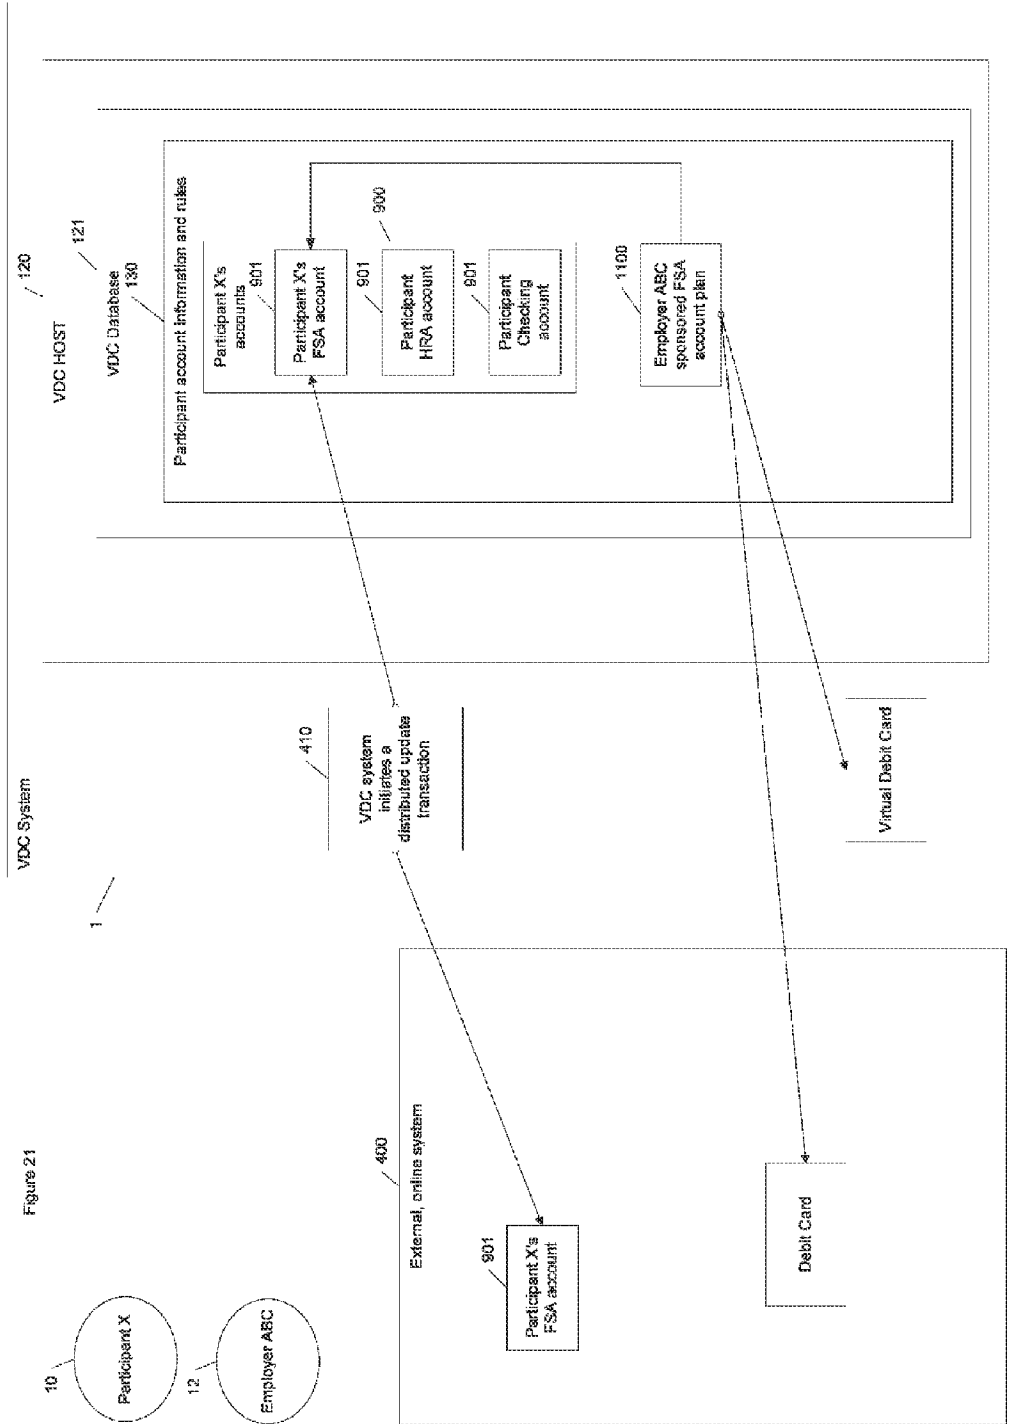 Figure 21
VDC System
1
10
Participant X
12
Employer ABC
400
External, online system
901
Participant X's
FSA account
Debit Card
410
VDC system
initiates a
distributed update
transaction
Virtual Debit Card
120
VDC HOST
121
VDC Database
130
Participant account information and rules
Participant X's
accounts
901
Participant X's
FSA account
900
901
Participant
HRA account
901
Participant
Checking
account
1100
Employer ABC
sponsored FSA
account plan